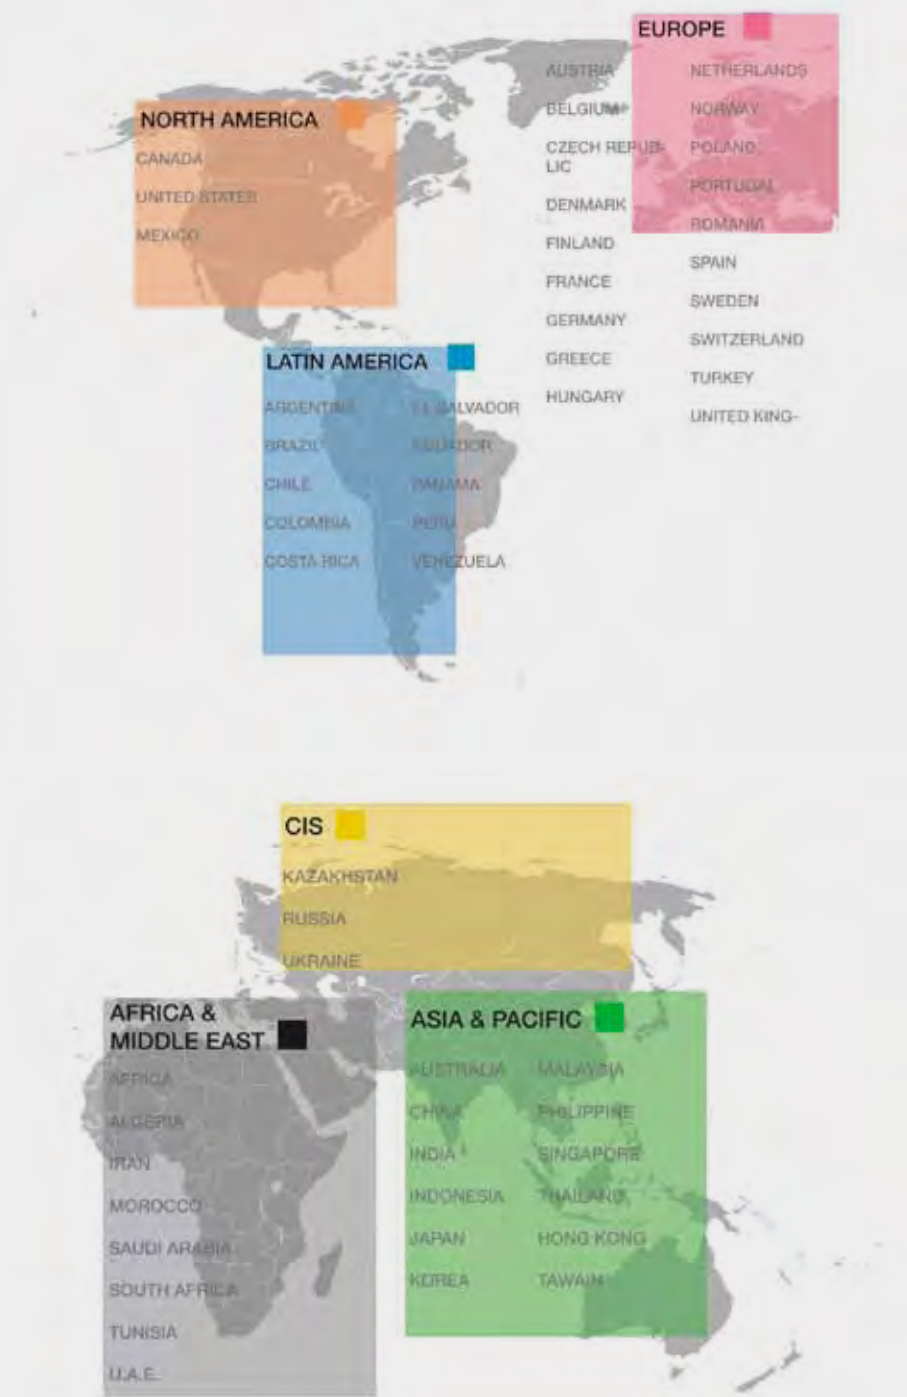 EUROPE
AUSTRIA
BELGIUM
CZECH REPUB-
LIC
DENMARK
FINLAND
FRANCE
GERMANY
GREECE
HUNGARY
NETHERLANDS
NORWAY
POLAND
PORTUGAL
ROMANIA
SPAIN
SWEDEN
SWITZERLAND
TURKEY
UNITED KING-
NORTH AMERICA
CANADA
UNITED STATES
MEXICO
LATIN AMERICA
ARGENTINA
BRAZIL
CHILE
COLOMBIA
COSTA RICA
EL SALVADOR
ECUADOR
PANAMA
PERU
VENEZUELA
CIS
KAZAKHSTAN
RUSSIA
UKRAINE
AFRICA &
MIDDLE EAST
AFRICA
ALGERIA
IRAN
MOROCCO
SAUDI ARABIA
SOUTH AFRICA
TUNISIA
U.A.E.
ASIA & PACIFIC
AUSTRALIA
CHINA
INDIA
INDONESIA
JAPAN
KOREA
MALAYSIA
PHILIPPINE
SINGAPORE
THAILAND
HONG KONG
TAWAIN